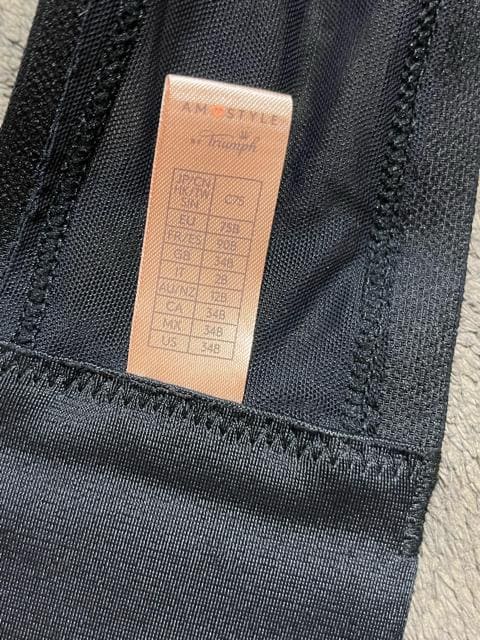 AMO STYLE
BY Triumph
JP/CN
HK/TW
SIN C75
EU 75B
FR/ES 90B
GB 34B
IT 2B
AU/NZ 12B
CA 34B
MX 34B
US 34B